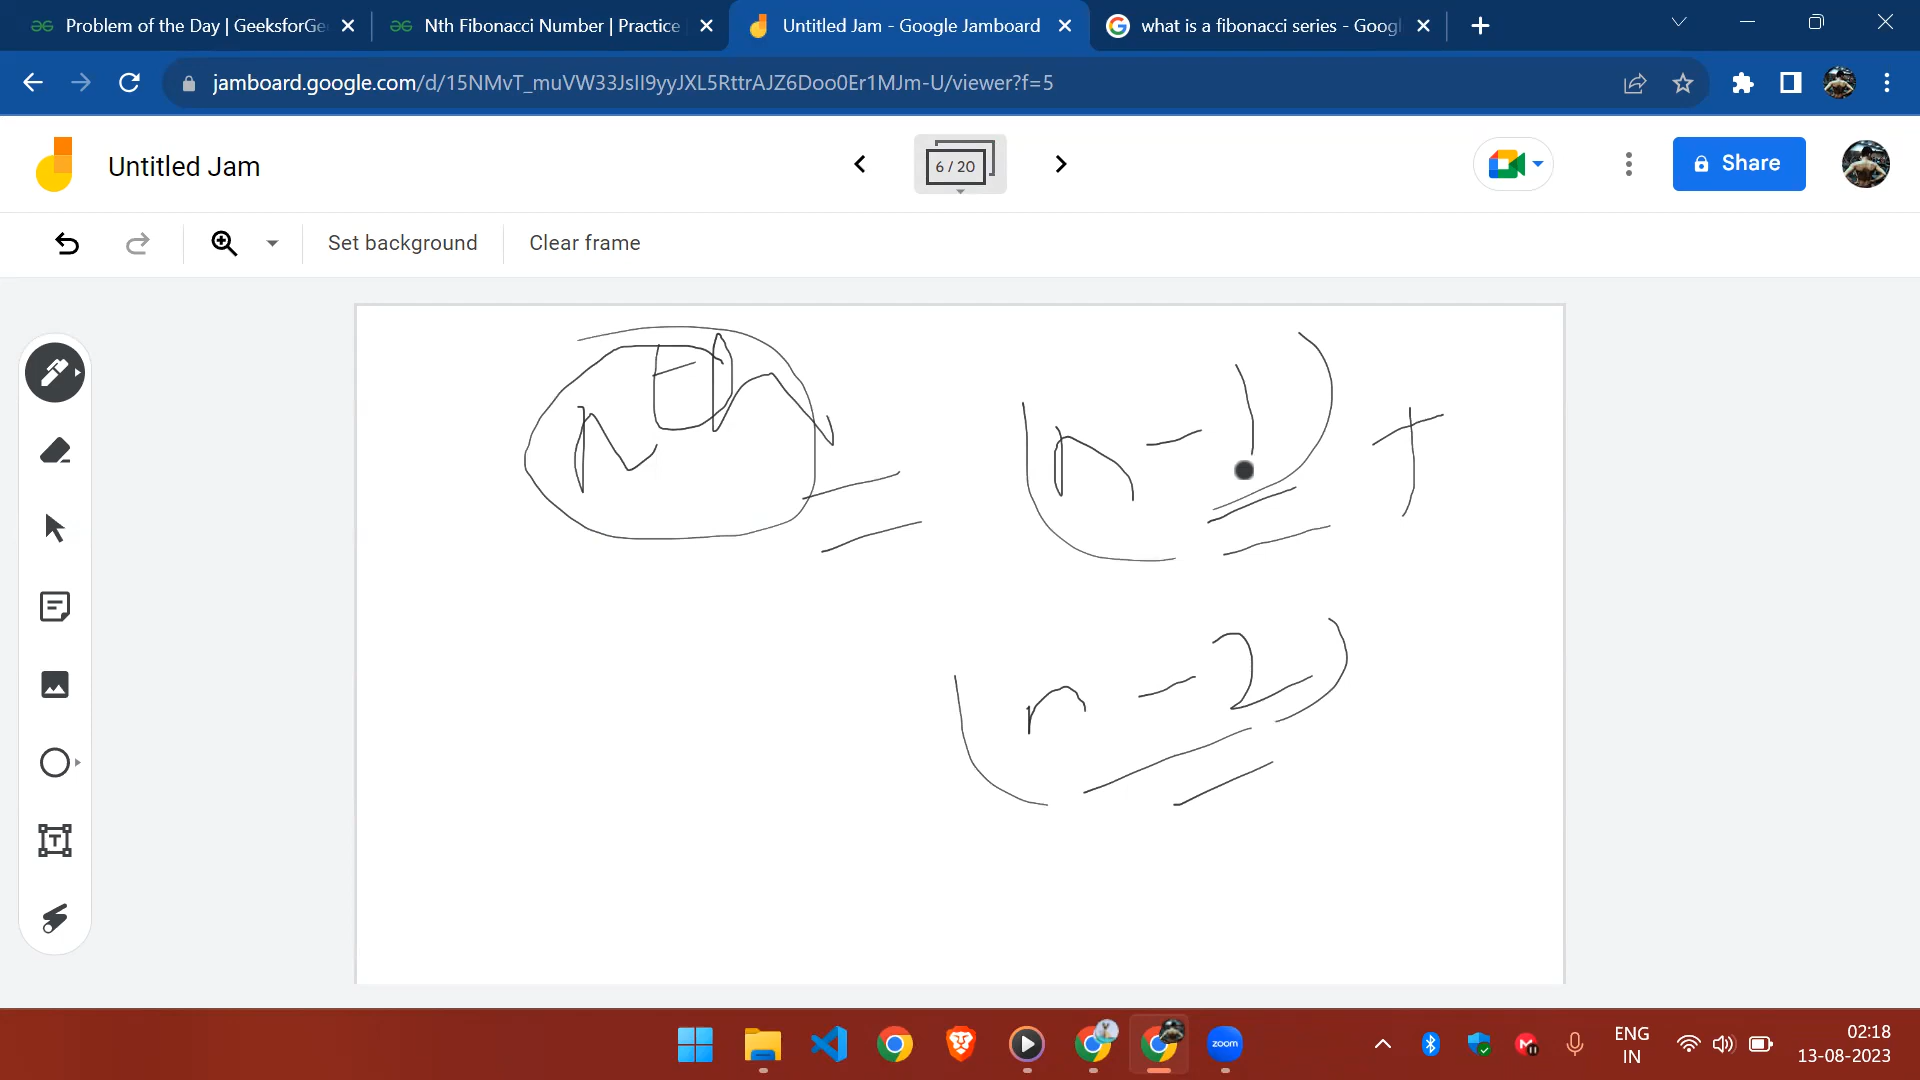 Problem of the Day | GeeksforGe
Nth Fibonacci Number | Practice
Untitled Jam - Google Jamboard
what is a fibonacci series - Googl
jamboard.google.com/d/15NMvT_muVW33JsII9yyJXL5RttrAJZ6Doo0Er1MJm-U/viewer?f=5
Untitled Jam
6 / 20
Share
Set background
Clear frame
(n-1) +
(n-2)
zoom
ENG
IN
02:18
13-08-2023